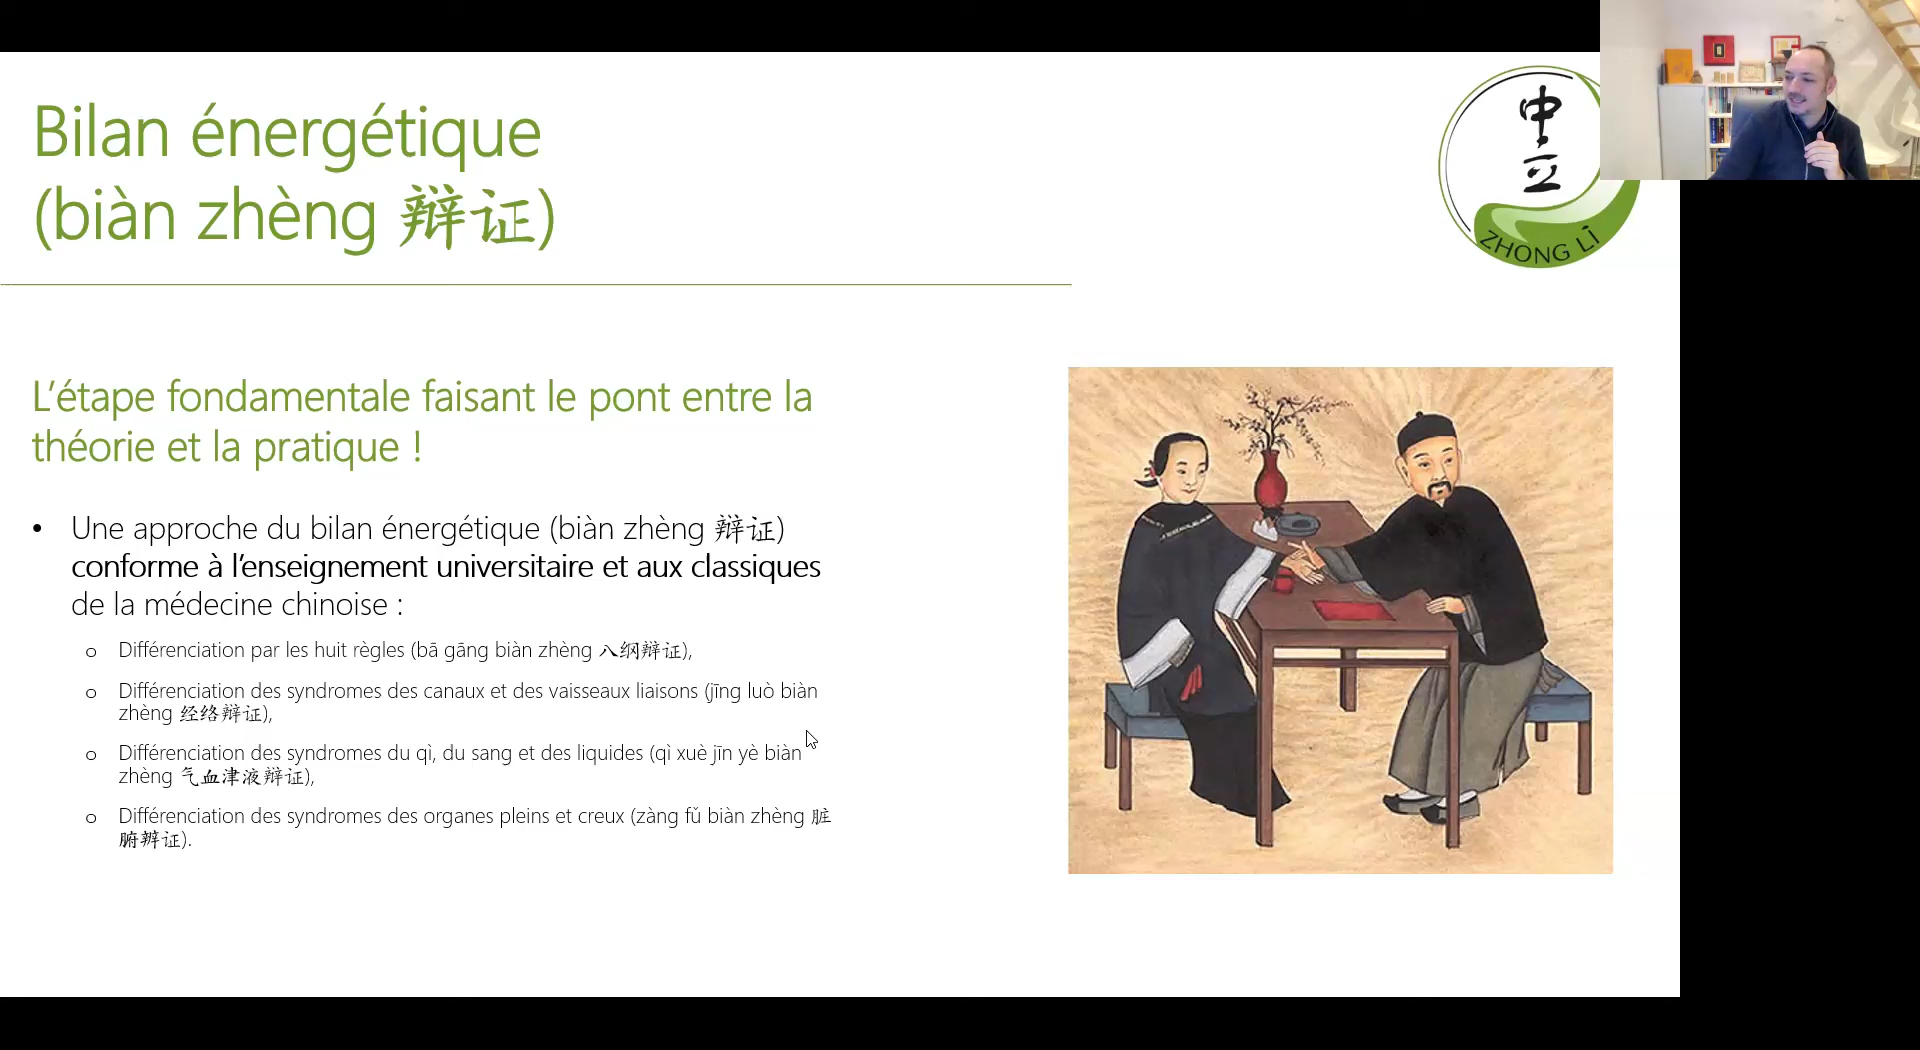 Bilan énergétique
(biàn zhèng 辩证)
中
立
ZHONG LÌ
L'étape fondamentale faisant le pont entre la
théorie et la pratique !
• Une approche du bilan énergétique (biàn zhèng 辩证)
conforme à l'enseignement universitaire et aux classiques
de la médecine chinoise :
o Différenciation par les huit règles (bā gāng biàn zhèng 八纲辩证),
o Différenciation des syndromes des canaux et des vaisseaux liaisons (jīng luò biàn
zhèng 经络辩证),
o Différenciation des syndromes du qì, du sang et des liquides (qì xuè jīn yè biàn
zhèng 气血津液辩证),
o Différenciation des syndromes des organes pleins et creux (zàng fǔ biàn zhèng 脏
腑辨证).